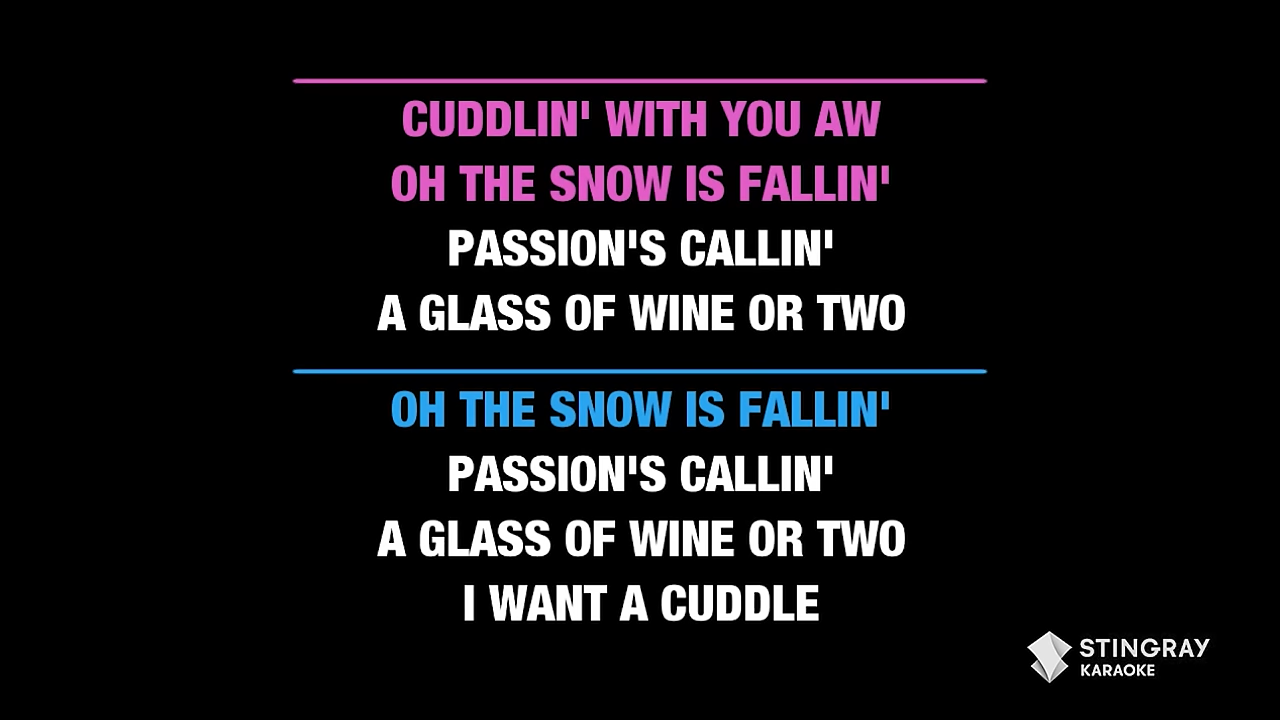 CUDDLIN' WITH YOU AW
OH THE SNOW IS FALLIN'
PASSION'S CALLIN'
A GLASS OF WINE OR TWO
OH THE SNOW IS FALLIN'
PASSION'S CALLIN'
A GLASS OF WINE OR TWO
I WANT A CUDDLE
STINGRAY
KARAOKE